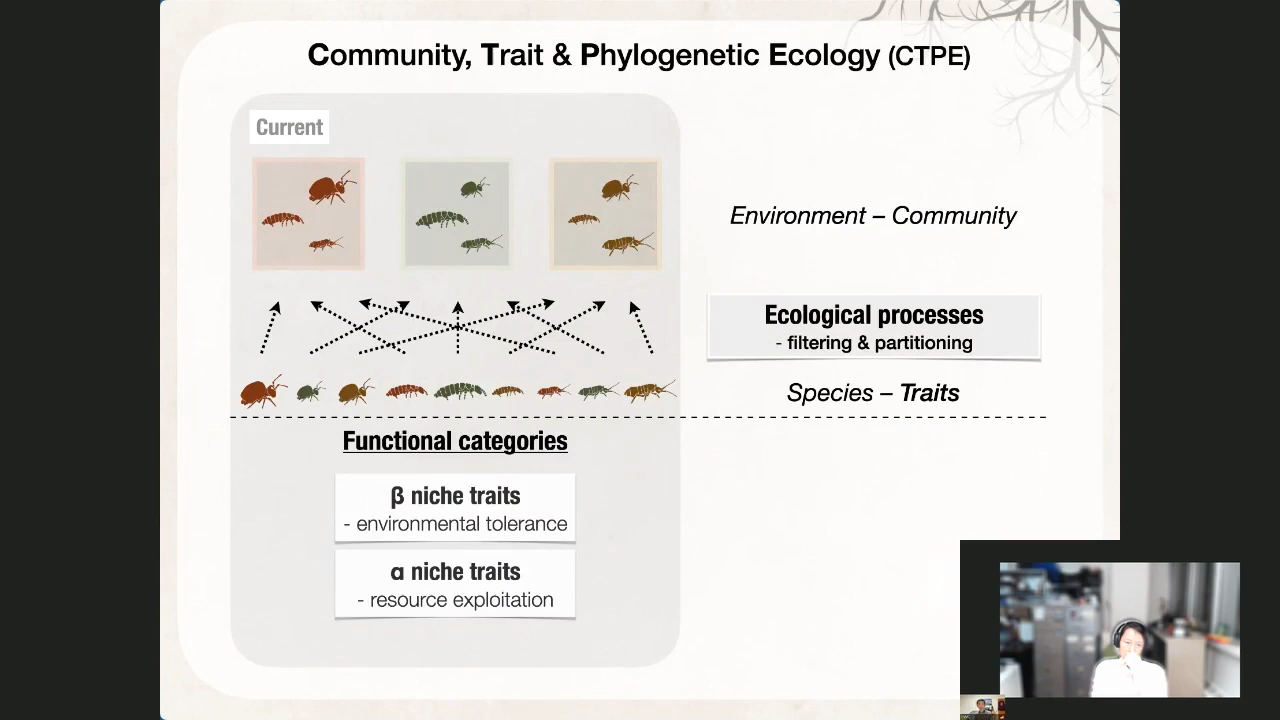 Community, Trait & Phylogenetic Ecology (CTPE)
Current
Environment – Community
Ecological processes
- filtering & partitioning
Species – Traits
Functional categories
β niche traits
- environmental tolerance
α niche traits
- resource exploitation